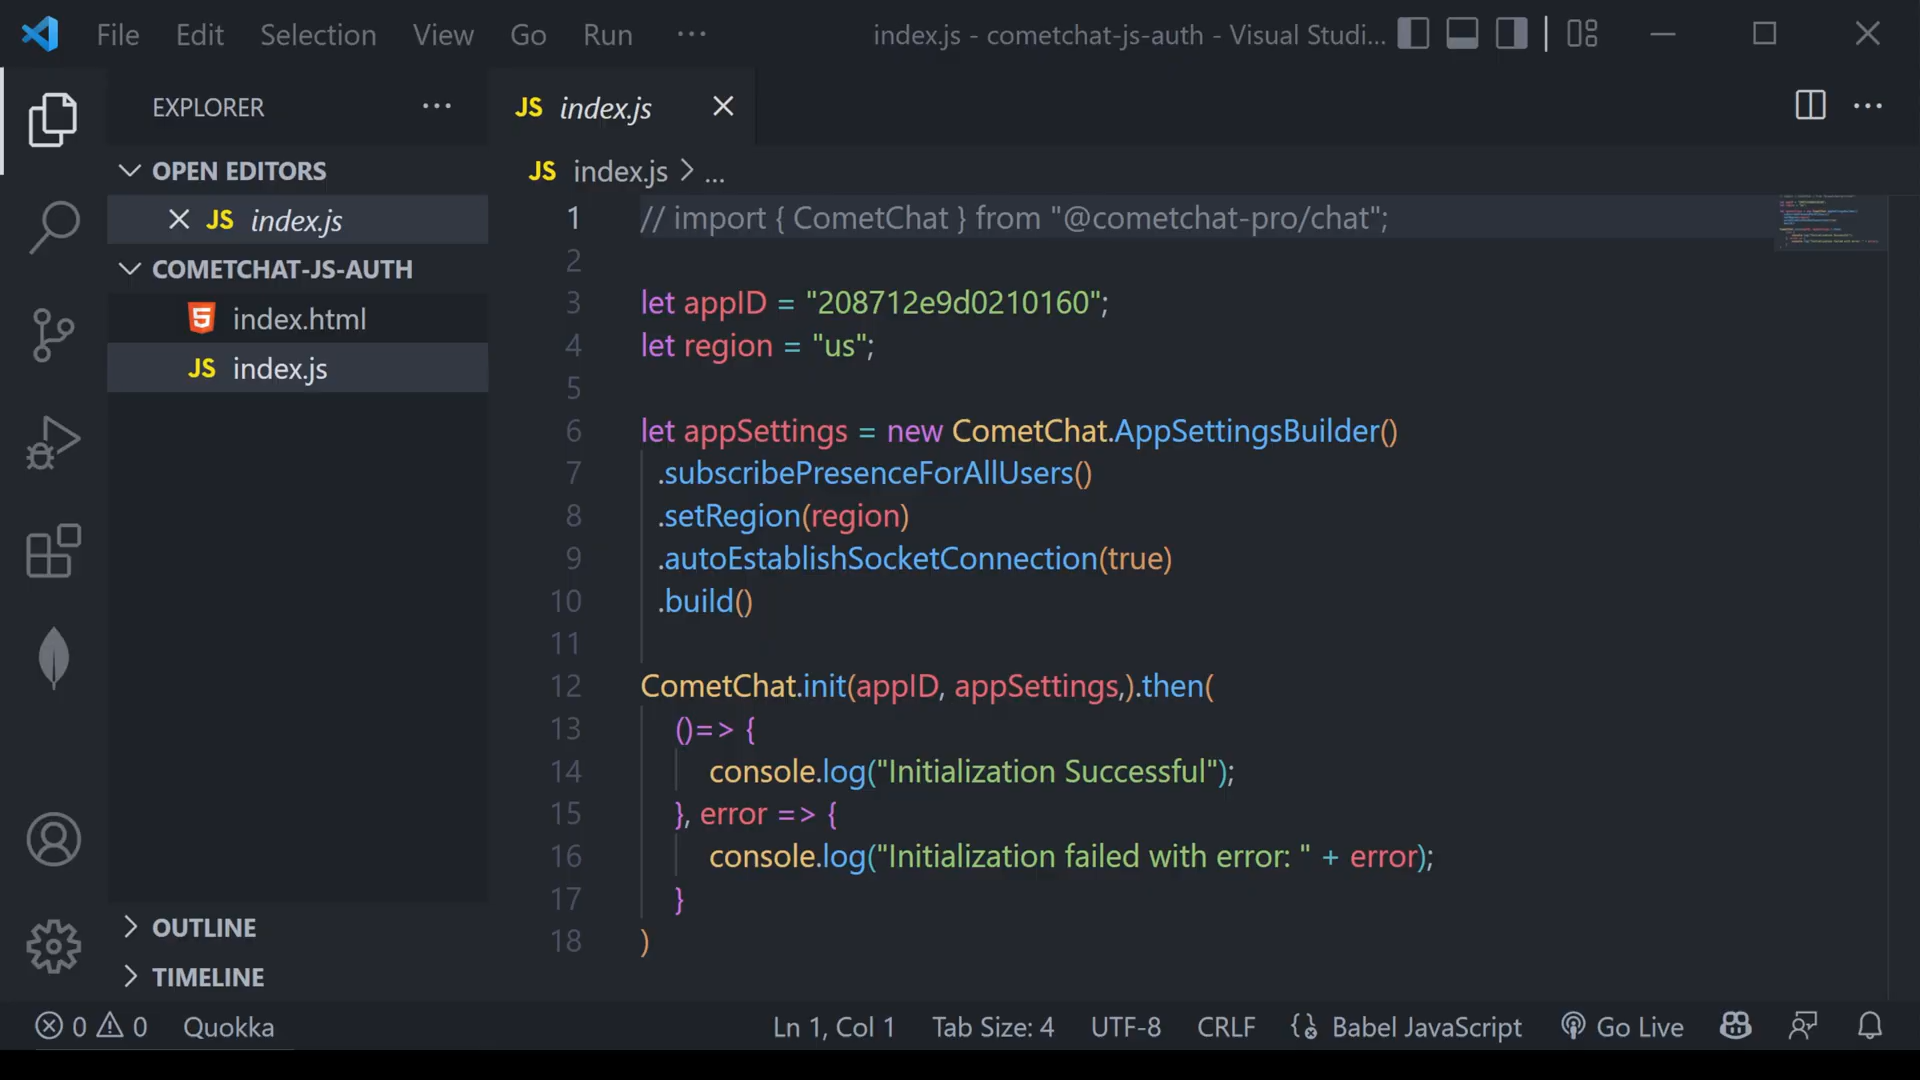 File Edit Selection View Go Run ...
index.js - cometchat-js-auth - Visual Studi...
EXPLORER ...
JS index.js
...
OPEN EDITORS
JS index.js
COMETCHAT-JS-AUTH
index.html
JS index.js
OUTLINE
TIMELINE
JS index.js > ...
1 // import { CometChat } from "@cometchat-pro/chat";
2
3 let appID = "208712e9d0210160";
4 let region = "us";
5
6 let appSettings = new CometChat.AppSettingsBuilder()
7 .subscribePresenceForAllUsers()
8 .setRegion(region)
9 .autoEstablishSocketConnection(true)
10 .build()
11
12 CometChat.init(appID, appSettings,).then(
13 ()=> {
14 console.log("Initialization Successful");
15 }, error => {
16 console.log("Initialization failed with error: " + error);
17 }
18 )
0 0 Quokka Ln 1, Col 1 Tab Size: 4 UTF-8 CRLF Babel JavaScript Go Live